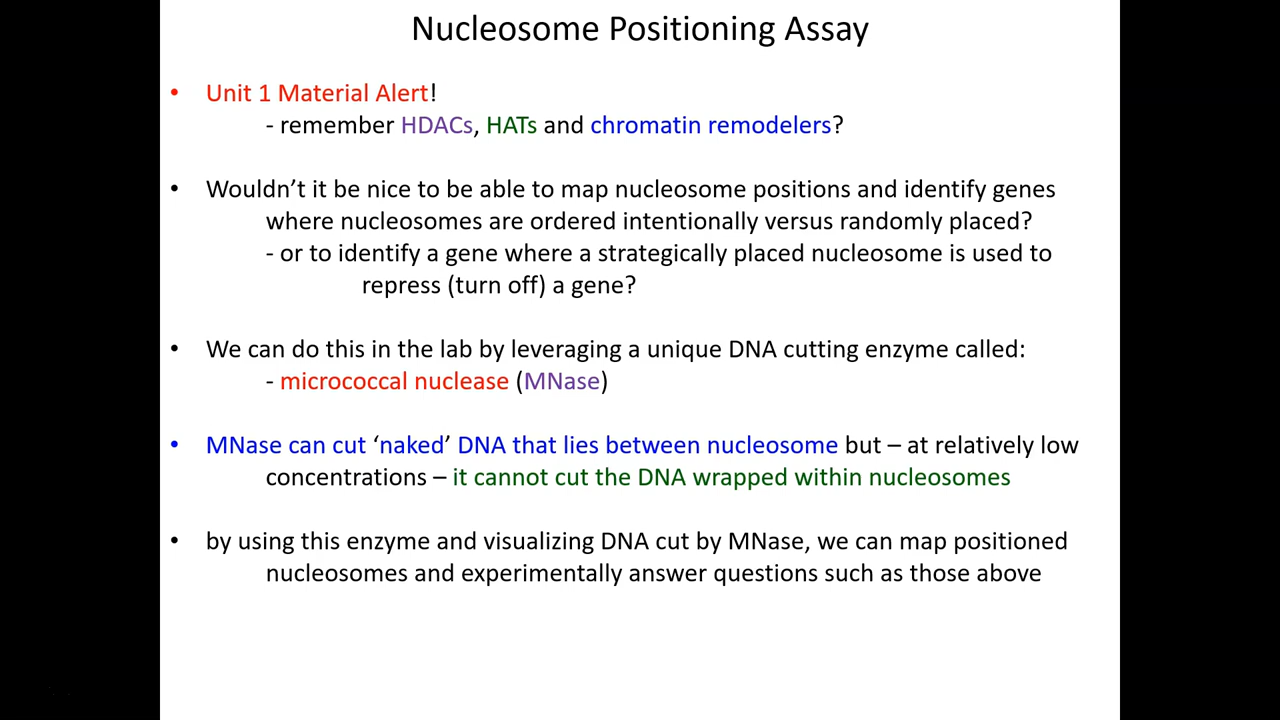 Nucleosome Positioning Assay
• Unit 1 Material Alert!
- remember HDACs, HATs and chromatin remodelers?
• Wouldn’t it be nice to be able to map nucleosome positions and identify genes
where nucleosomes are ordered intentionally versus randomly placed?
- or to identify a gene where a strategically placed nucleosome is used to
repress (turn off) a gene?
• We can do this in the lab by leveraging a unique DNA cutting enzyme called:
- micrococcal nuclease (MNase)
• MNase can cut ‘naked’ DNA that lies between nucleosome but – at relatively low
concentrations – it cannot cut the DNA wrapped within nucleosomes
• by using this enzyme and visualizing DNA cut by MNase, we can map positioned
nucleosomes and experimentally answer questions such as those above